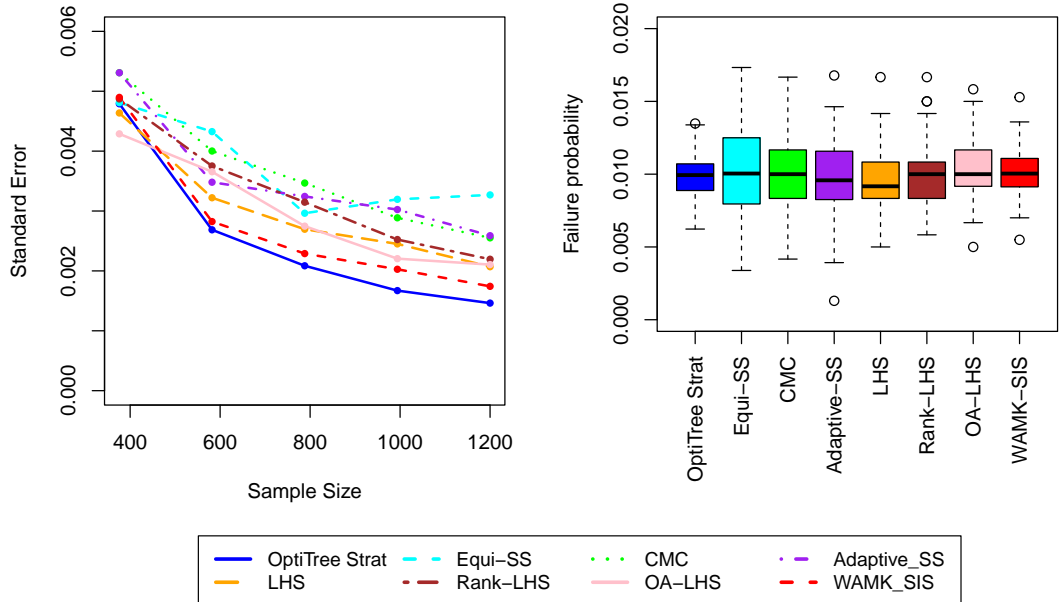 Standard Error
0.000
0.002
0.004
0.006
400
600
800
1000
1200
Sample Size
Failure probability
0.000
0.005
0.010
0.015
0.020
OptiTree Strat
Equi−SS
CMC
Adaptive−SS
LHS
Rank−LHS
OA−LHS
WAMK−SIS
OptiTree Strat
Equi−SS
CMC
Adaptive_SS
LHS
Rank−LHS
OA−LHS
WAMK_SIS